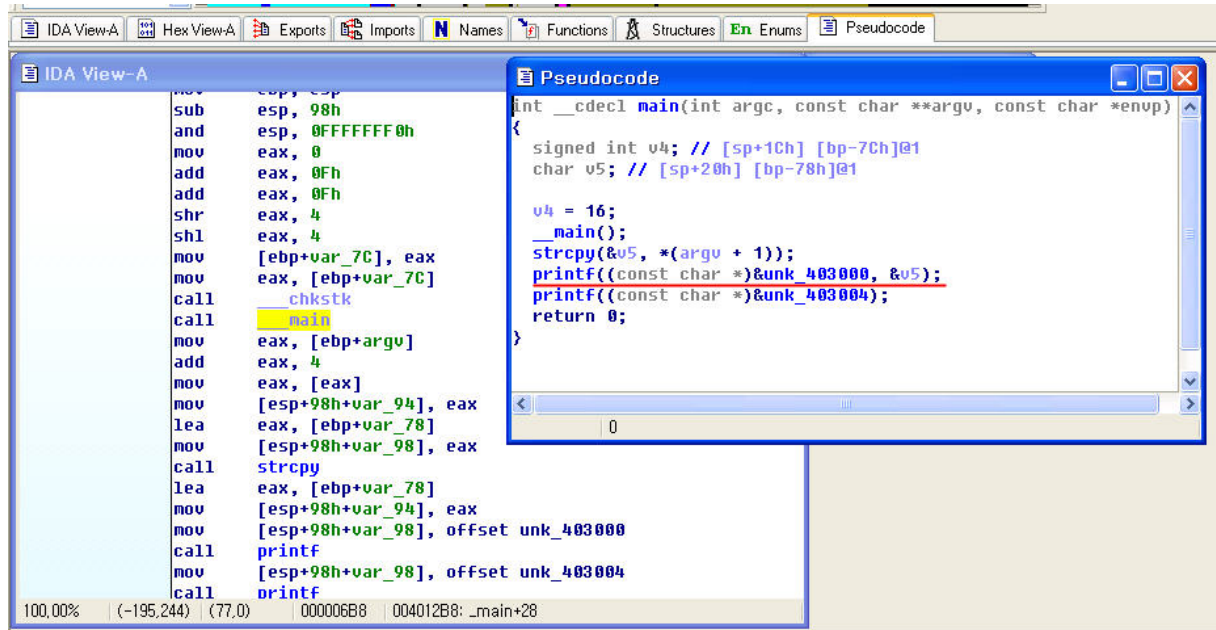 IDA View-A Hex View-A Exports Imports N Names Functions Structures En Enums Pseudocode
IDA View-A
sub esp, 98h
and esp, 0FFFFFFF0h
mov eax, 0
add eax, 0Fh
add eax, 0Fh
shr eax, 4
shl eax, 4
mov [ebp+var_7C], eax
mov eax, [ebp+var_7C]
call ___chkstk
call ___main
mov eax, [ebp+argv]
add eax, 4
mov eax, [eax]
mov [esp+98h+var_94], eax
lea eax, [ebp+var_78]
mov [esp+98h+var_98], eax
call strcpy
lea eax, [ebp+var_78]
mov [esp+98h+var_94], eax
mov [esp+98h+var_98], offset unk_403000
call printf
mov [esp+98h+var_98], offset unk_403004
call printf
100,00% (-195,244) (77,0) 000006B8 004012B8: _main+28
Pseudocode
int __cdecl main(int argc, const char **argv, const char *envp)
{
signed int v4; // [sp+1Ch] [bp-7Ch]@1
char v5; // [sp+20h] [bp-78h]@1
v4 = 16;
__main();
strcpy(&v5, *(argv + 1));
printf((const char *)&unk_403000, &v5);
printf((const char *)&unk_403004);
return 0;
}
0